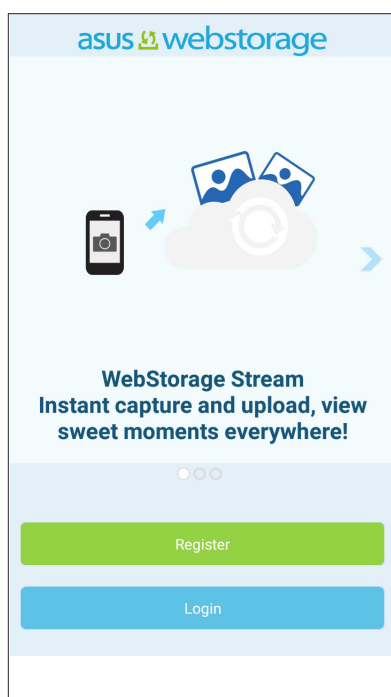 asus webstorage
WebStorage Stream
Instant capture and upload, view
sweet moments everywhere!
Register
Login